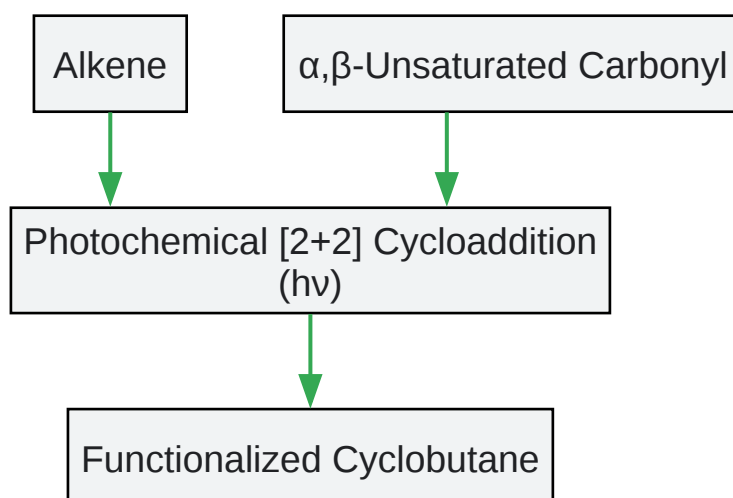 Alkene
α,β-Unsaturated Carbonyl
Photochemical [2+2] Cycloaddition
(hν)
Functionalized Cyclobutane